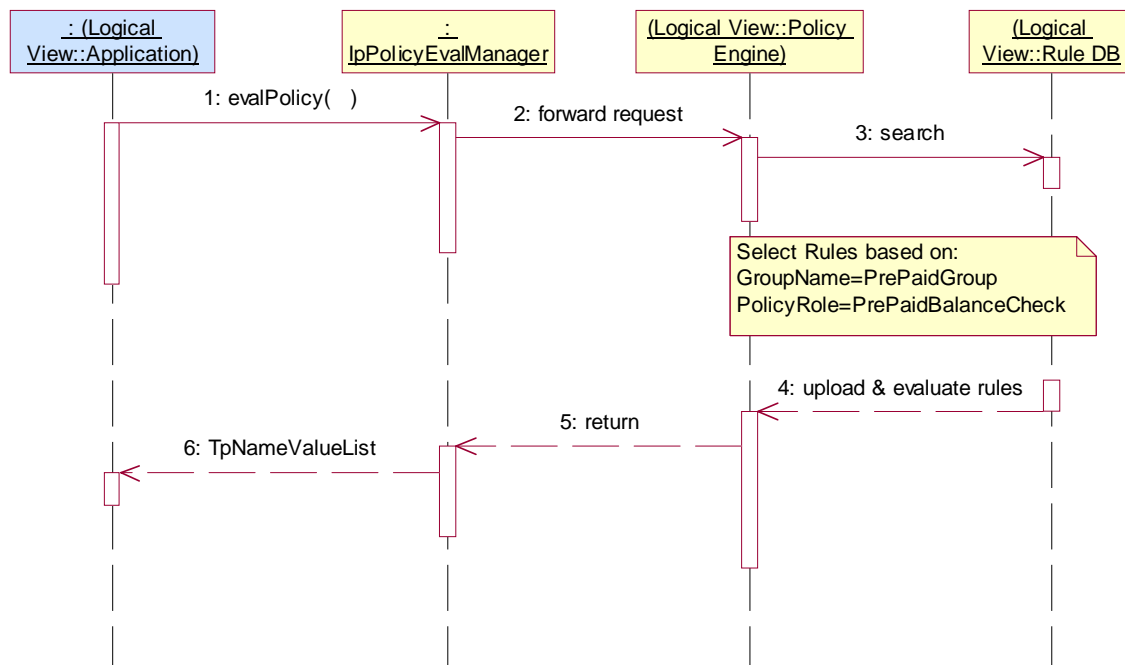 : (Logical
View::Application)
:
IpPolicyEvalManager
(Logical View::Policy
Engine)
(Logical
View::Rule DB
1: evalPolicy( )
2: forward request
3: search
Select Rules based on:
GroupName=PrePaidGroup
PolicyRole=PrePaidBalanceCheck
4: upload & evaluate rules
5: return
6: TpNameValueList